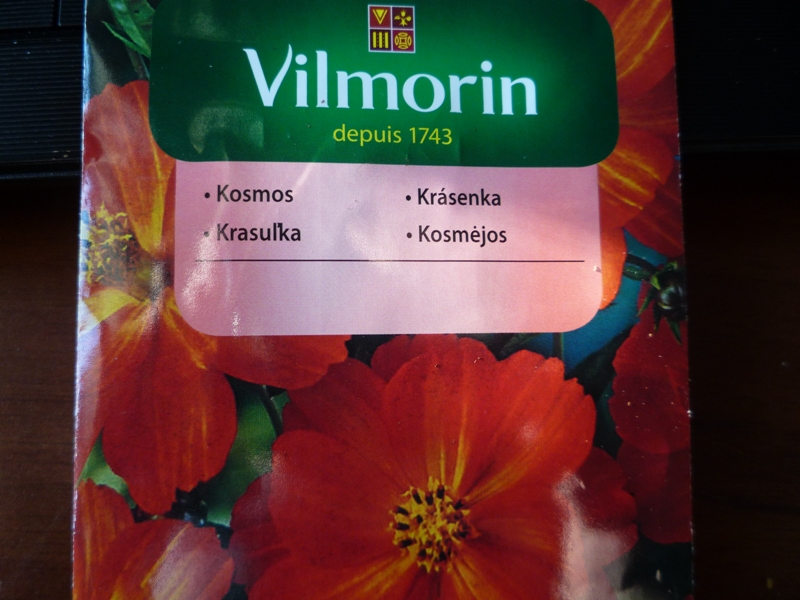 Vilmorin
depuis 1743
• Kosmos • Krásenka
• Krasuľka • Kosmėjos